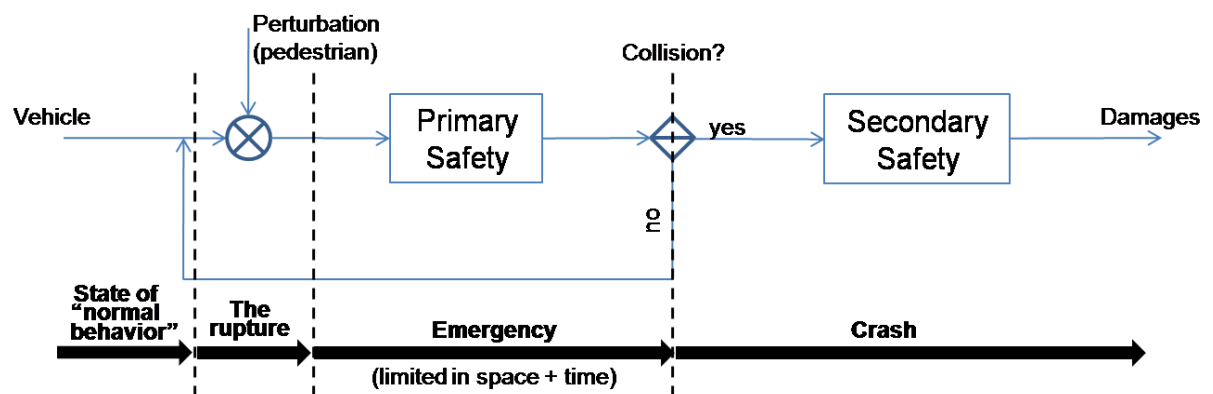 Perturbation
(pedestrian)
Collision?
Vehicle
Primary
Safety
yes
Secondary
Safety
Damages
no
State of
“normal
behavior”
The
rupture
Emergency
Crash
(limited in space + time)